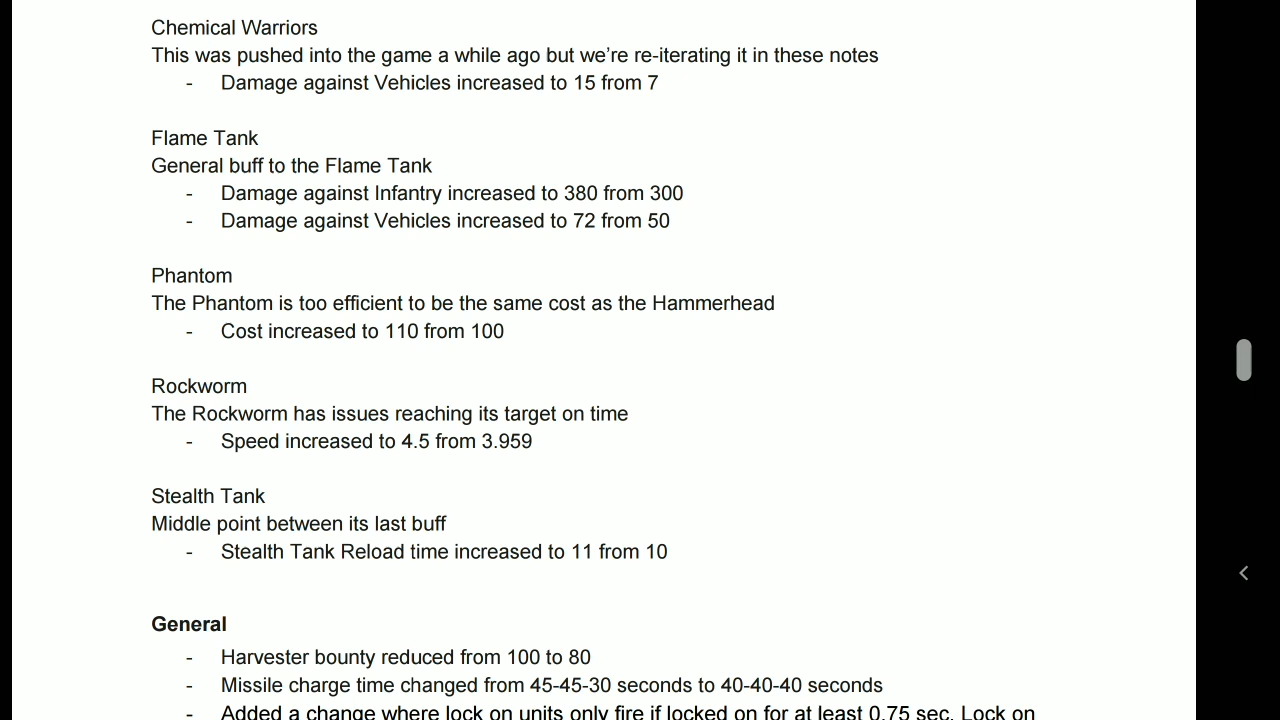 Chemical Warriors
This was pushed into the game a while ago but we’re re-iterating it in these notes
- Damage against Vehicles increased to 15 from 7
Flame Tank
General buff to the Flame Tank
- Damage against Infantry increased to 380 from 300
- Damage against Vehicles increased to 72 from 50
Phantom
The Phantom is too efficient to be the same cost as the Hammerhead
- Cost increased to 110 from 100
Rockworm
The Rockworm has issues reaching its target on time
- Speed increased to 4.5 from 3.959
Stealth Tank
Middle point between its last buff
- Stealth Tank Reload time increased to 11 from 10
General
- Harvester bounty reduced from 100 to 80
- Missile charge time changed from 45-45-30 seconds to 40-40-40 seconds
- Added a change where lock on units only fire if locked on for at least 0.75 sec. Lock on